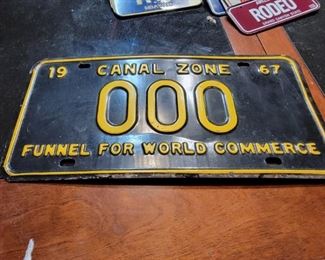 RODEO
19 CANAL ZONE 67
000
FUNNEL FOR WORLD COMMERCE